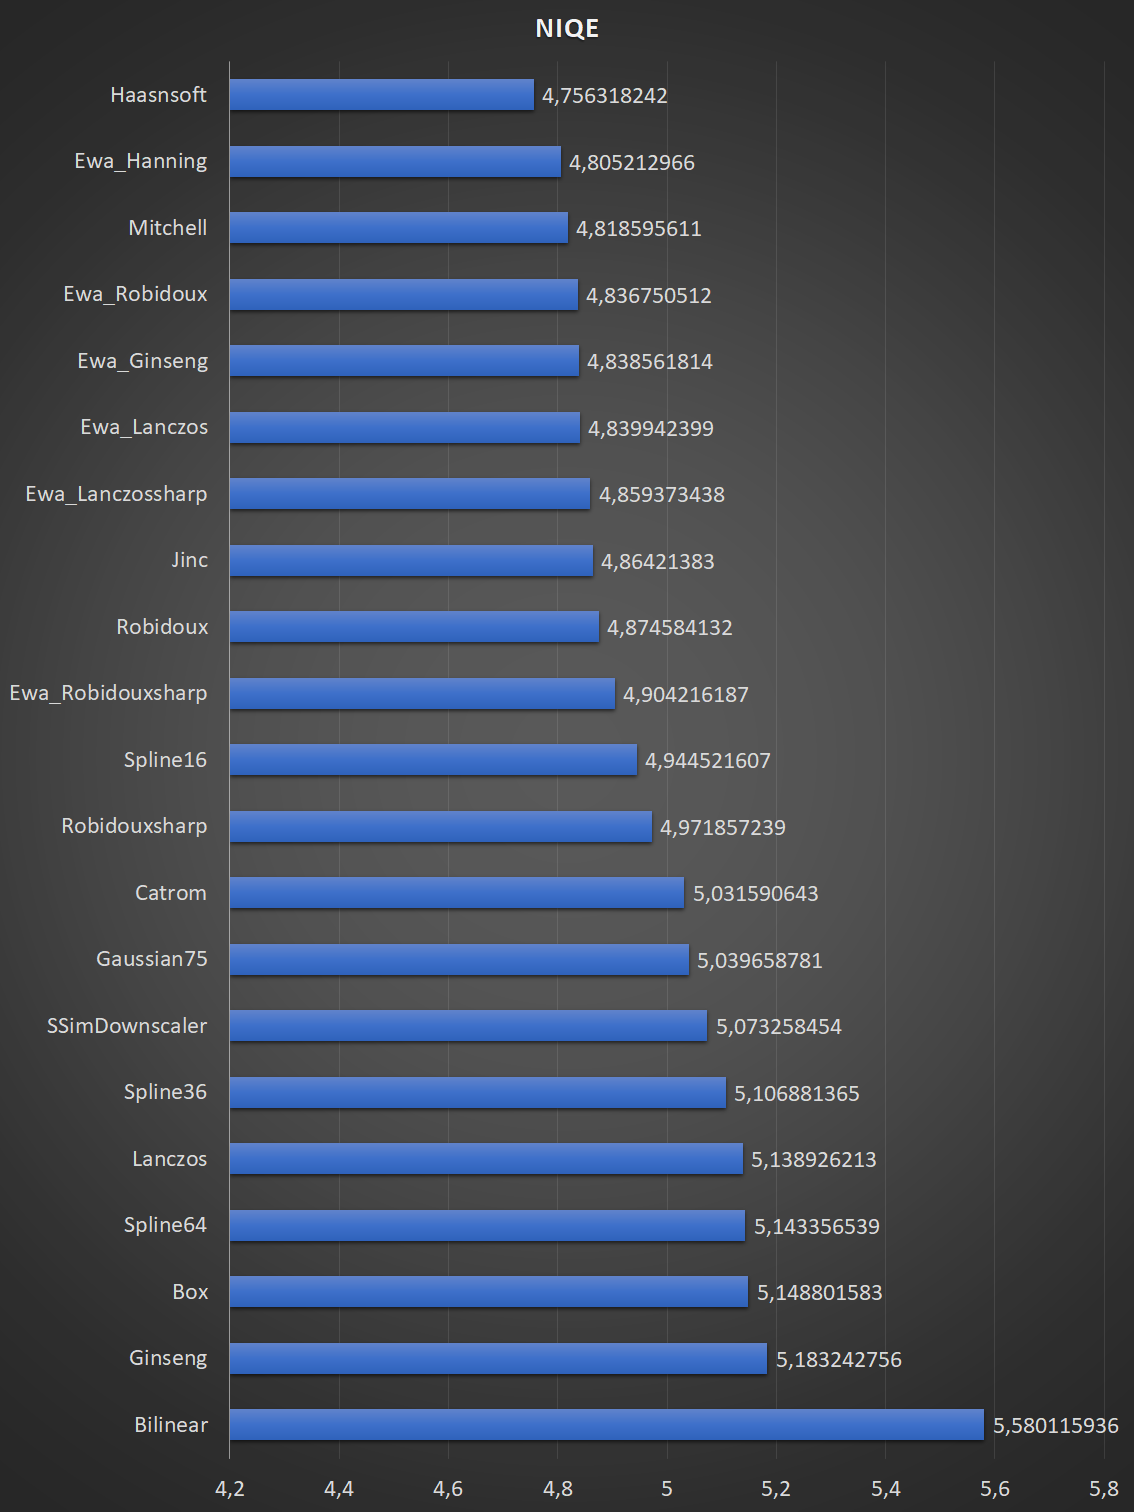 NIQE
Haasnsoft 4,756318242
Ewa_Hanning 4,805212966
Mitchell 4,818595611
Ewa_Robidoux 4,836750512
Ewa_Ginseng 4,838561814
Ewa_Lanczos 4,839942399
Ewa_Lanczossharp 4,859373438
Jinc 4,86421383
Robidoux 4,874584132
Ewa_Robidouxsharp 4,904216187
Spline16 4,944521607
Robidouxsharp 4,971857239
Catrom 5,031590643
Gaussian75 5,039658781
SSimDownscaler 5,073258454
Spline36 5,106881365
Lanczos 5,138926213
Spline64 5,143356539
Box 5,148801583
Ginseng 5,183242756
Bilinear 5,580115936
4,2 4,4 4,6 4,8 5 5,2 5,4 5,6 5,8